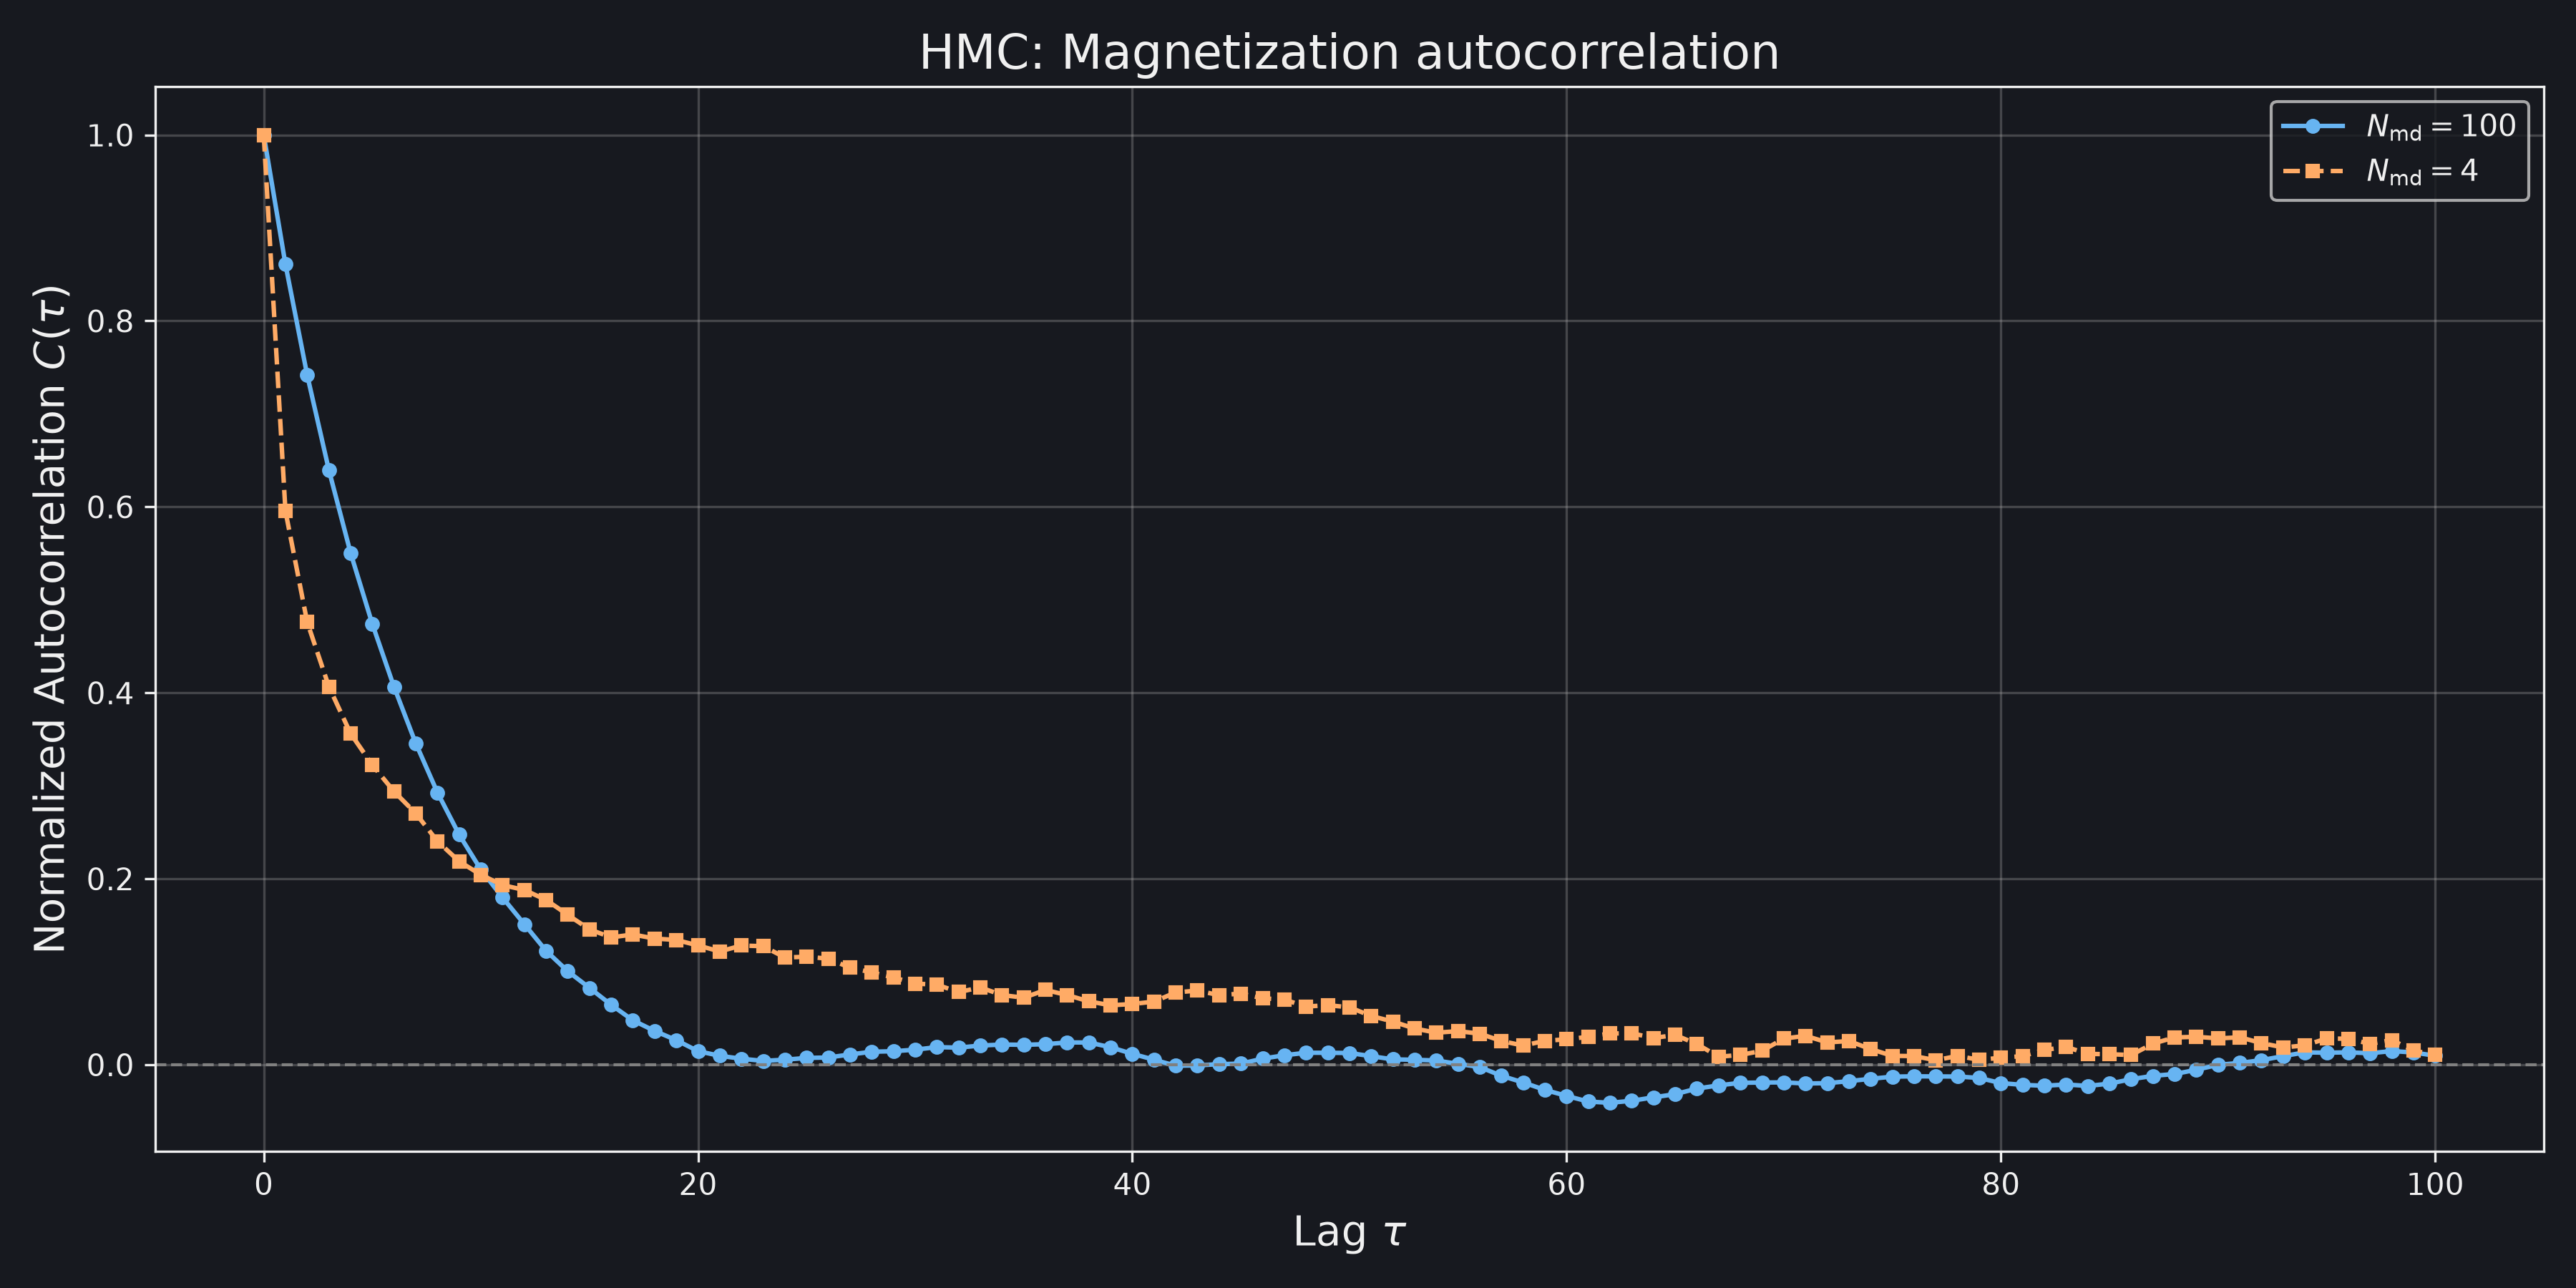 HMC: Magnetization autocorrelation
Normalized Autocorrelation C(τ)
1.0
0.8
0.6
0.4
0.2
0.0
N_md = 100
N_md = 4
0 20 40 60 80 100
Lag τ